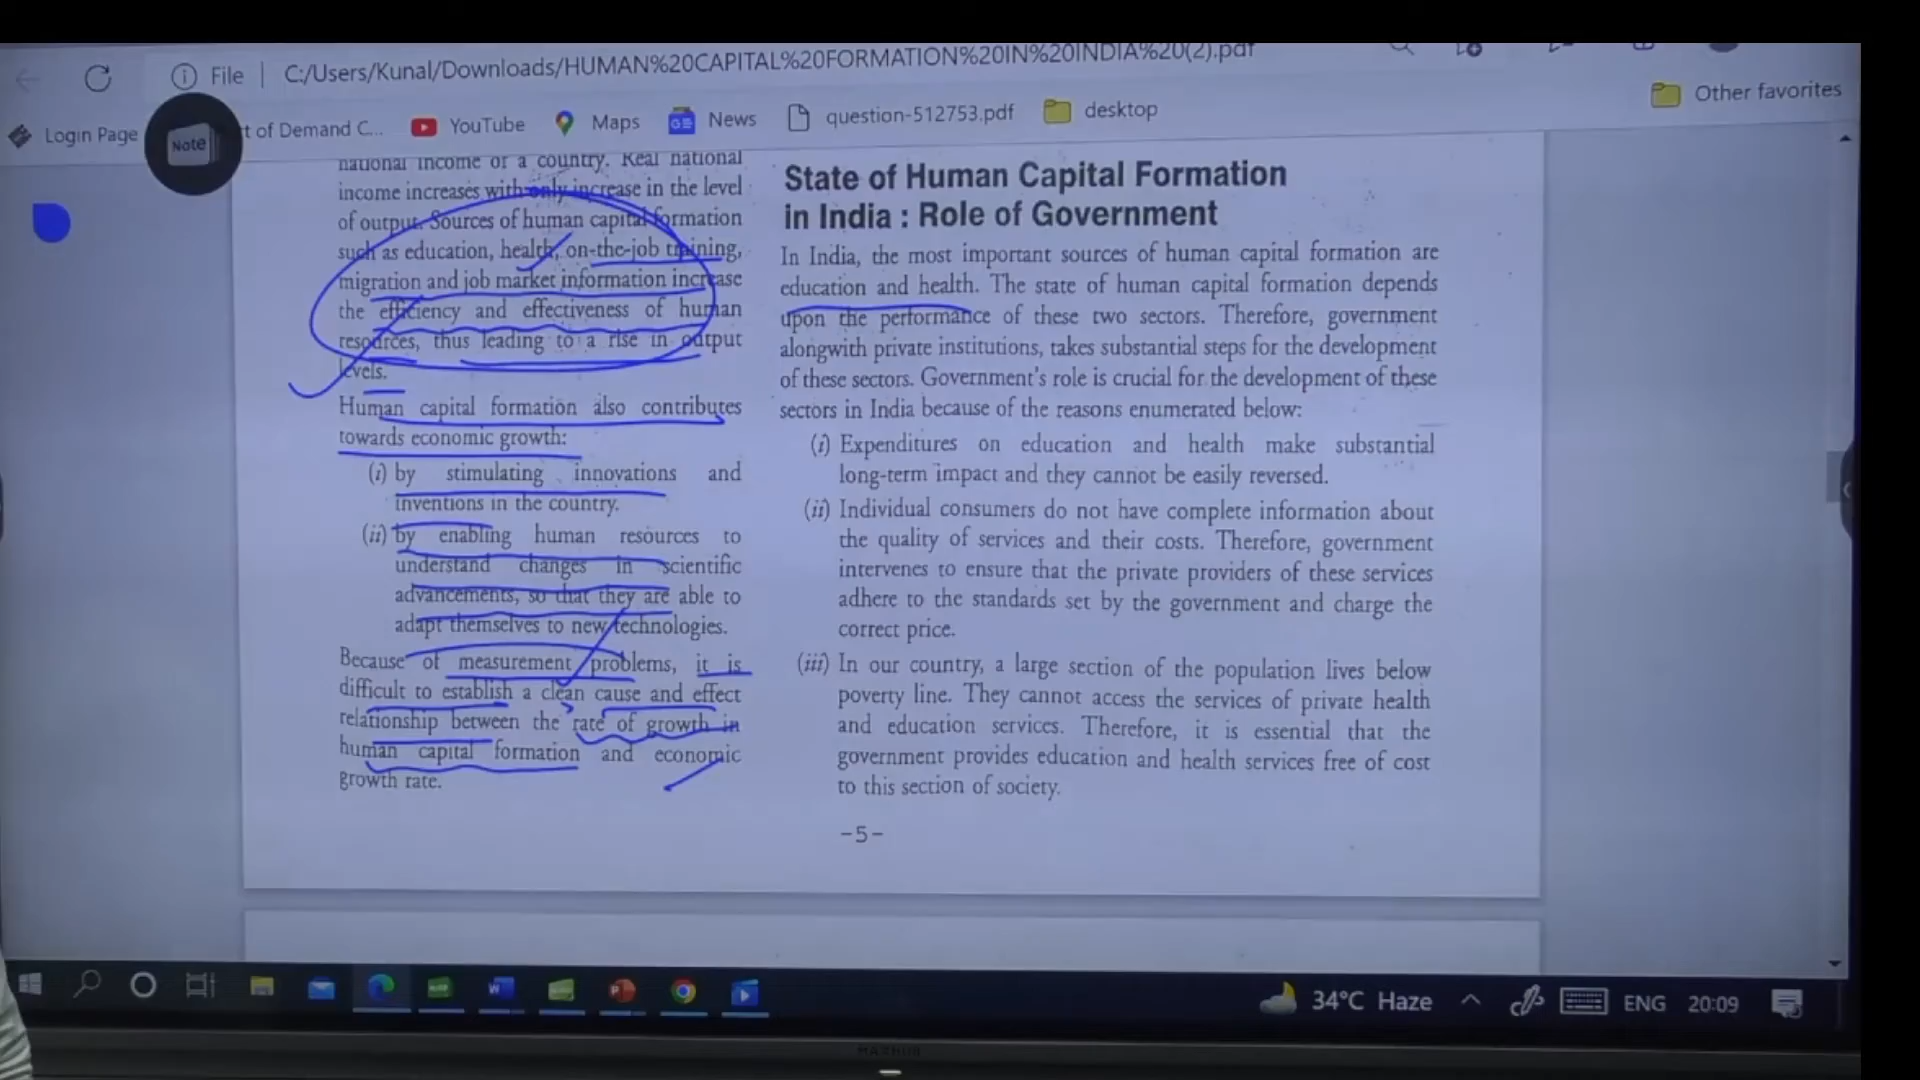 File
C:/Users/Kunal/Downloads/HUMAN%20CAPITAL%20FORMATION%20IN%20INDIA%20(2).pdf
Login Page
Note
t of Demand C...
YouTube
Maps
News
question-512753.pdf
desktop
Other favorites
national income of a country. Real national
income increases with only increase in the level
of output. Sources of human capital formation
such as education, health, on-the-job training,
migration and job market information increase
the efficiency and effectiveness of human
resources, thus leading to a rise in output
levels.
Human capital formation also contributes
towards economic growth:
(i) by stimulating innovations and
inventions in the country.
(ii) by enabling human resources to
understand changes in scientific
advancements, so that they are able to
adapt themselves to new technologies.
Because of measurement problems, it is
difficult to establish a clean cause and effect
relationship between the rate of growth in
human capital formation and economic
growth rate.
State of Human Capital Formation
in India : Role of Government
In India, the most important sources of human capital formation are
education and health. The state of human capital formation depends
upon the performance of these two sectors. Therefore, government
alongwith private institutions, takes substantial steps for the development
of these sectors. Government's role is crucial for the development of these
sectors in India because of the reasons enumerated below:
(i) Expenditures on education and health make substantial
long-term impact and they cannot be easily reversed.
(ii) Individual consumers do not have complete information about
the quality of services and their costs. Therefore, government
intervenes to ensure that the private providers of these services
adhere to the standards set by the government and charge the
correct price.
(iii) In our country, a large section of the population lives below
poverty line. They cannot access the services of private health
and education services. Therefore, it is essential that the
government provides education and health services free of cost
to this section of society.
-5-
34°C Haze
ENG
20:09
MAXHUB